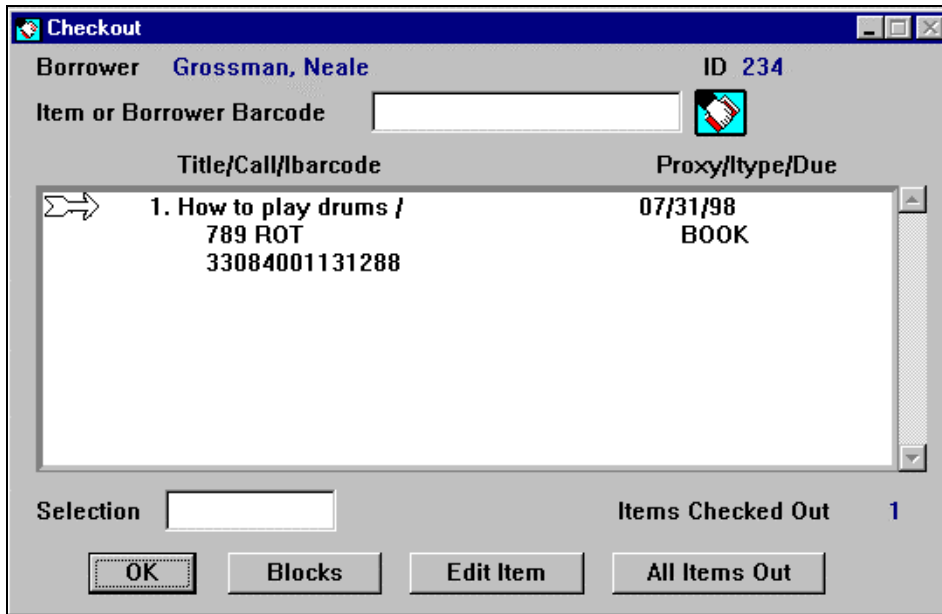 Checkout
Borrower Grossman, Neale ID 234
Item or Borrower Barcode
Title/Call/Ibarcode Proxy/Itype/Due
1. How to play drums / 07/31/98
789 ROT BOOK
33084001131288
Selection Items Checked Out 1
OK Blocks Edit Item All Items Out